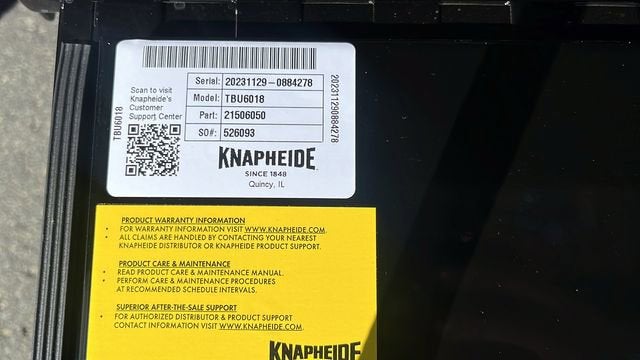 Scan to visit
Knapheide's
Customer
Support Center
TBU6018
Serial: 20231129-0884278
Model: TBU6018
Part: 21506050
SO#: 526093
202311290884278
KNAPHEIDE
SINCE 1848
Quincy, IL
PRODUCT WARRANTY INFORMATION
• FOR WARRANTY INFORMATION VISIT WWW.KNAPHEIDE.COM.
• ALL CLAIMS ARE HANDLED BY CONTACTING YOUR NEAREST
KNAPHEIDE DISTRIBUTOR OR KNAPHEIDE PRODUCT SUPPORT.
PRODUCT CARE & MAINTENANCE
• READ PRODUCT CARE & MAINTENANCE MANUAL.
• PERFORM CARE & MAINTENANCE PROCEDURES
AT RECOMMENDED SCHEDULE INTERVALS.
SUPERIOR AFTER-THE-SALE SUPPORT
• FOR AUTHORIZED DISTRIBUTOR & PRODUCT SUPPORT
CONTACT INFORMATION VISIT WWW.KNAPHEIDE.COM.
KNAPHEIDE